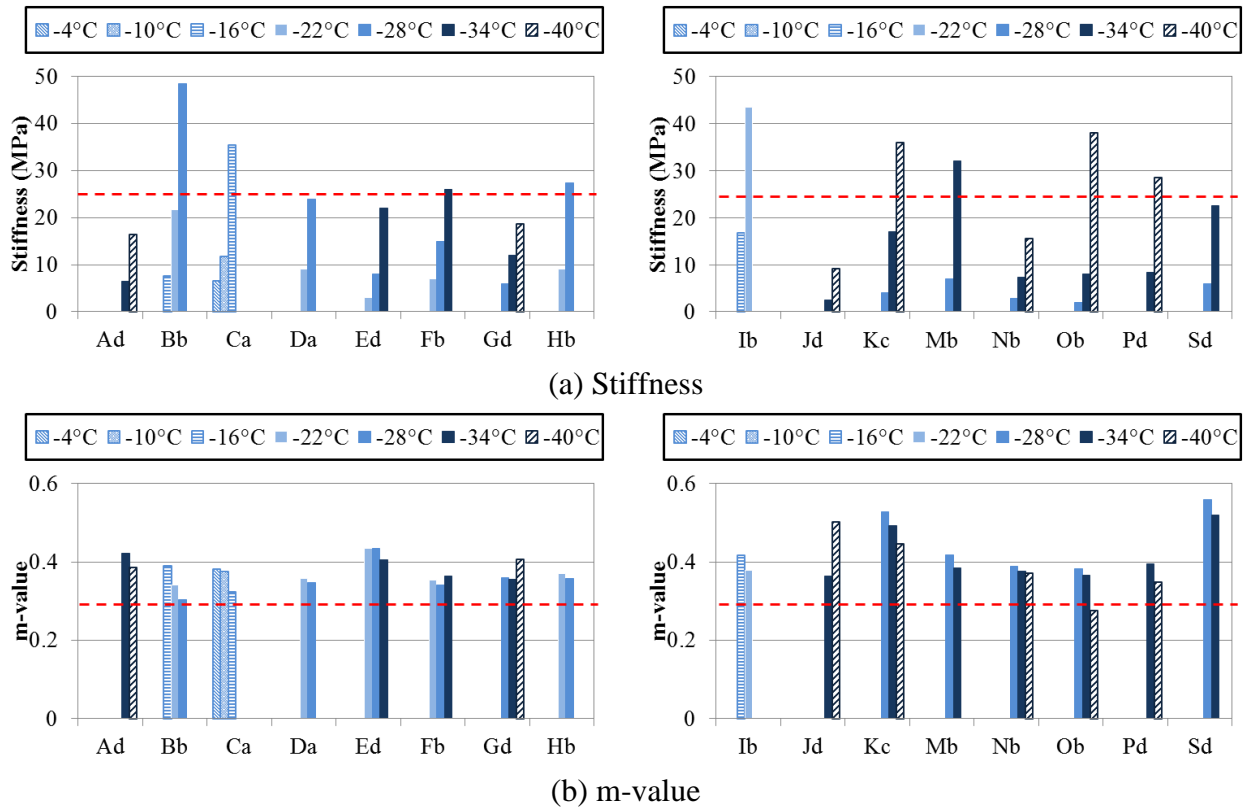 -4°C -10°C -16°C -22°C -28°C -34°C -40°C
Stiffness (MPa)
50
40
30
20
10
0
Ad Bb Ca Da Ed Fb Gd Hb
-4°C -10°C -16°C -22°C -28°C -34°C -40°C
Stiffness (MPa)
50
40
30
20
10
0
Ib Jd Kc Mb Nb Ob Pd Sd
(a) Stiffness
-4°C -10°C -16°C -22°C -28°C -34°C -40°C
m-value
0.6
0.4
0.2
0
Ad Bb Ca Da Ed Fb Gd Hb
-4°C -10°C -16°C -22°C -28°C -34°C -40°C
m-value
0.6
0.4
0.2
0
Ib Jd Kc Mb Nb Ob Pd Sd
(b) m-value